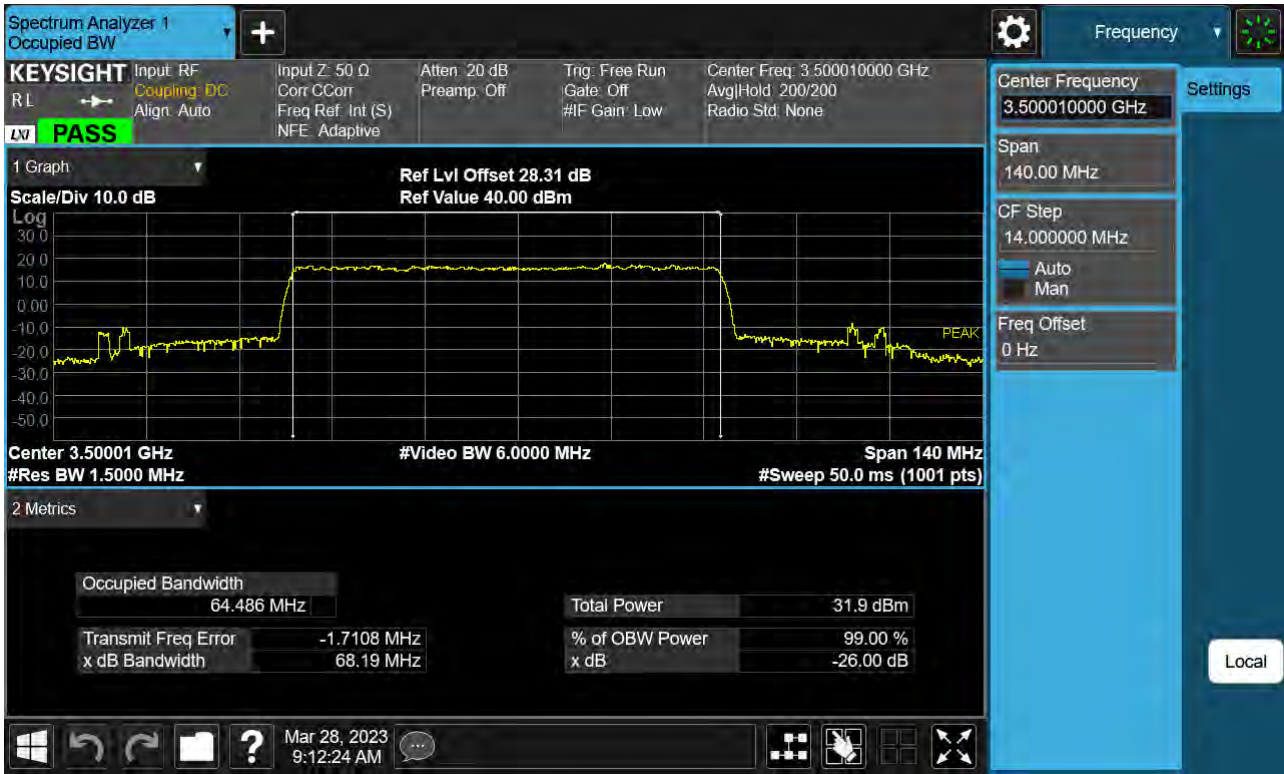 Spectrum Analyzer 1
Occupied BW
Frequency
KEYSIGHT
RL
LXI PASS
Input: RF
Coupling: DC
Align: Auto
Input Z: 50 Ω
Corr CCorr
Freq Ref: Int (S)
NFE: Adaptive
Atten: 20 dB
Preamp: Off
Trig: Free Run
Gate: Off
#IF Gain: Low
Center Freq: 3.500010000 GHz
Avg|Hold: 200/200
Radio Std: None
Center Frequency
3.500010000 GHz
Settings
Span
140.00 MHz
CF Step
14.000000 MHz
Auto
Man
Freq Offset
0 Hz
Local
1 Graph
Scale/Div 10.0 dB
Ref Lvl Offset 28.31 dB
Ref Value 40.00 dBm
Log
30.0
20.0
10.0
0.00
-10.0
-20.0
-30.0
-40.0
-50.0
PEAK
Center 3.50001 GHz
#Video BW 6.0000 MHz
Span 140 MHz
#Res BW 1.5000 MHz
#Sweep 50.0 ms (1001 pts)
2 Metrics
Occupied Bandwidth
64.486 MHz
Total Power 31.9 dBm
Transmit Freq Error -1.7108 MHz
% of OBW Power 99.00 %
x dB Bandwidth 68.19 MHz
x dB -26.00 dB
?
Mar 28, 2023
9:12:24 AM